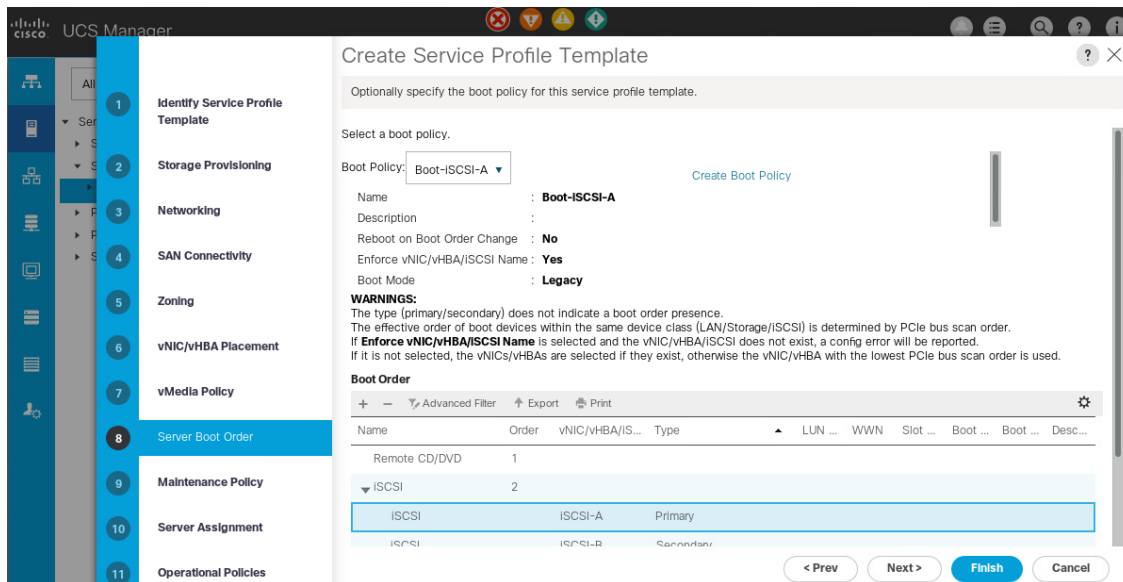 CISCO UCS Manager
Create Service Profile Template
?
Optionally specify the boot policy for this service profile template.
All
Ser
S
S
P
P
S
1 Identify Service Profile
Template
2 Storage Provisioning
3 Networking
4 SAN Connectivity
5 Zoning
6 vNIC/vHBA Placement
7 vMedia Policy
8 Server Boot Order
9 Maintenance Policy
10 Server Assignment
11 Operational Policies
Select a boot policy.
Boot Policy: Boot-iSCSI-A
Create Boot Policy
Name : Boot-iSCSI-A
Description :
Reboot on Boot Order Change : No
Enforce vNIC/vHBA/iSCSI Name : Yes
Boot Mode : Legacy
WARNINGS:
The type (primary/secondary) does not indicate a boot order presence.
The effective order of boot devices within the same device class (LAN/Storage/iSCSI) is determined by PCIe bus scan order.
If Enforce vNIC/vHBA/iSCSI Name is selected and the vNIC/vHBA/iSCSI does not exist, a config error will be reported.
If it is not selected, the vNICs/vHBAs are selected if they exist, otherwise the vNIC/vHBA with the lowest PCIe bus scan order is used.
Boot Order
+ − Advanced Filter Export Print
Name Order vNIC/vHBA/iS... Type LUN ... WWN Slot ... Boot ... Boot ... Desc...
Remote CD/DVD 1
iSCSI 2
iSCSI iSCSI-A Primary
iSCSI iSCSI-B Secondary
< Prev Next > Finish Cancel